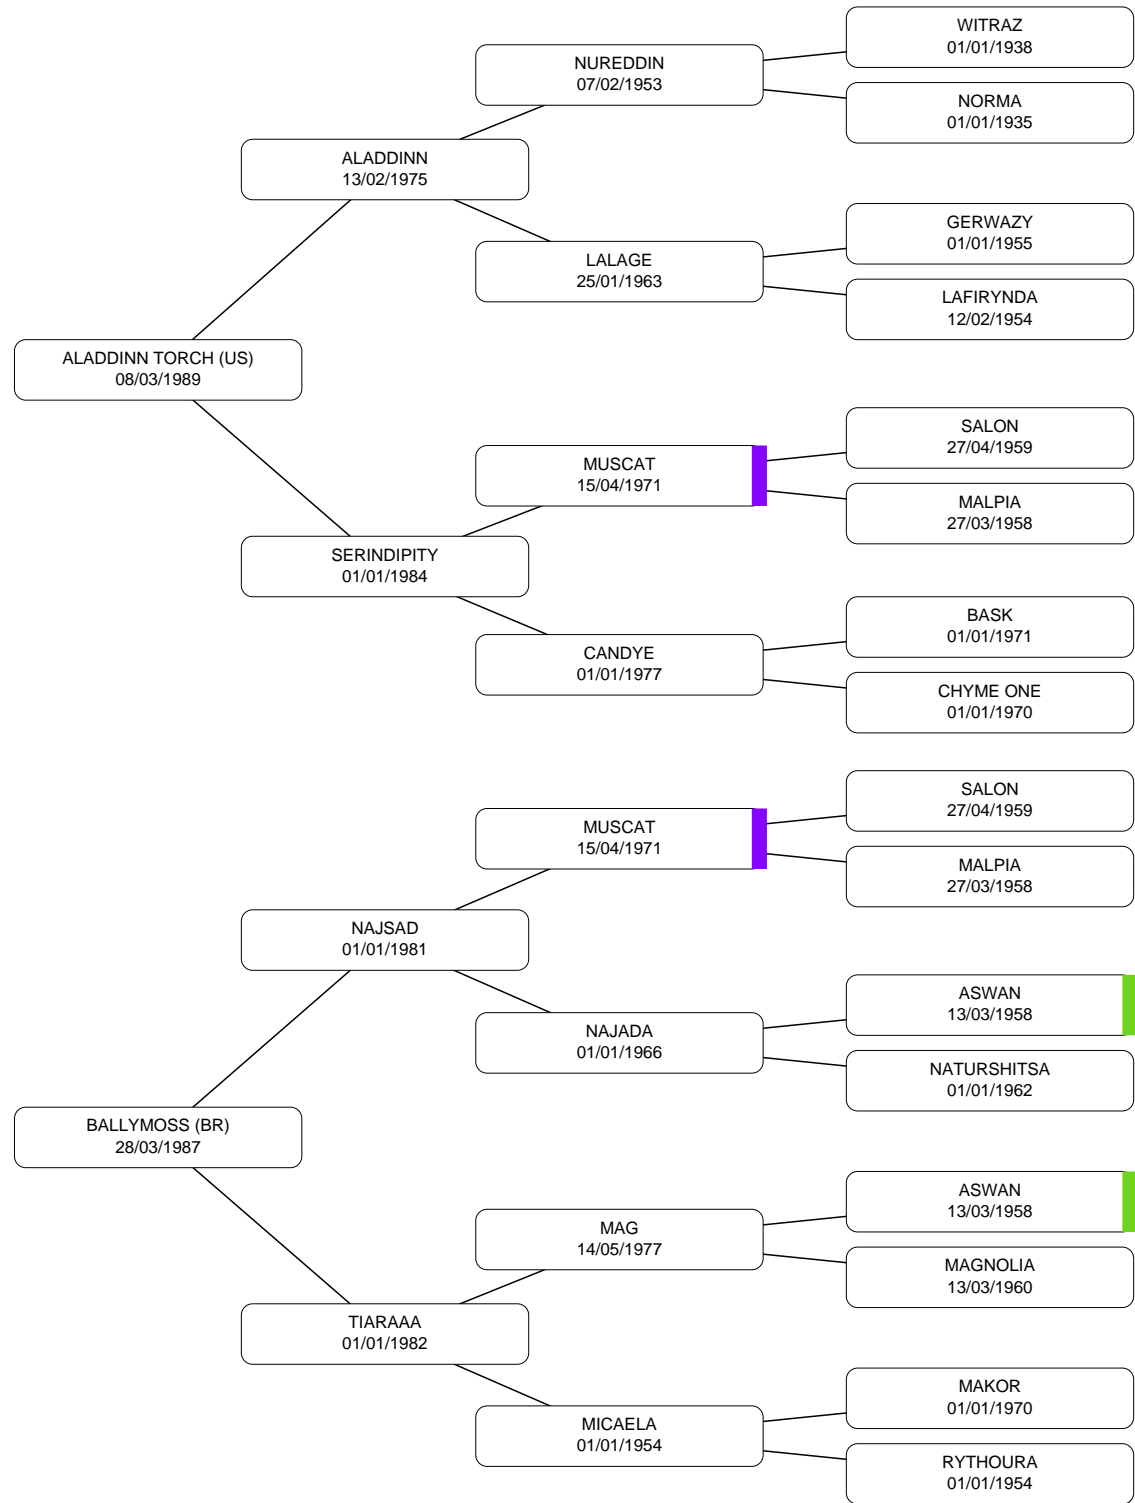 WITRAZ
01/01/1938
NUREDDIN
07/02/1953
NORMA
01/01/1935
ALADDINN
13/02/1975
GERWAZY
01/01/1955
LALAGE
25/01/1963
LAFIRYNDA
12/02/1954
ALADDINN TORCH (US)
08/03/1989
SALON
27/04/1959
MUSCAT
15/04/1971
MALPIA
27/03/1958
SERINDIPITY
01/01/1984
BASK
01/01/1971
CANDYE
01/01/1977
CHYME ONE
01/01/1970
SALON
27/04/1959
MUSCAT
15/04/1971
MALPIA
27/03/1958
NAJSAD
01/01/1981
ASWAN
13/03/1958
NAJADA
01/01/1966
NATURSHITSA
01/01/1962
BALLYMOSS (BR)
28/03/1987
ASWAN
13/03/1958
MAG
14/05/1977
MAGNOLIA
13/03/1960
TIARAAA
01/01/1982
MAKOR
01/01/1970
MICAELA
01/01/1954
RYTHOURA
01/01/1954